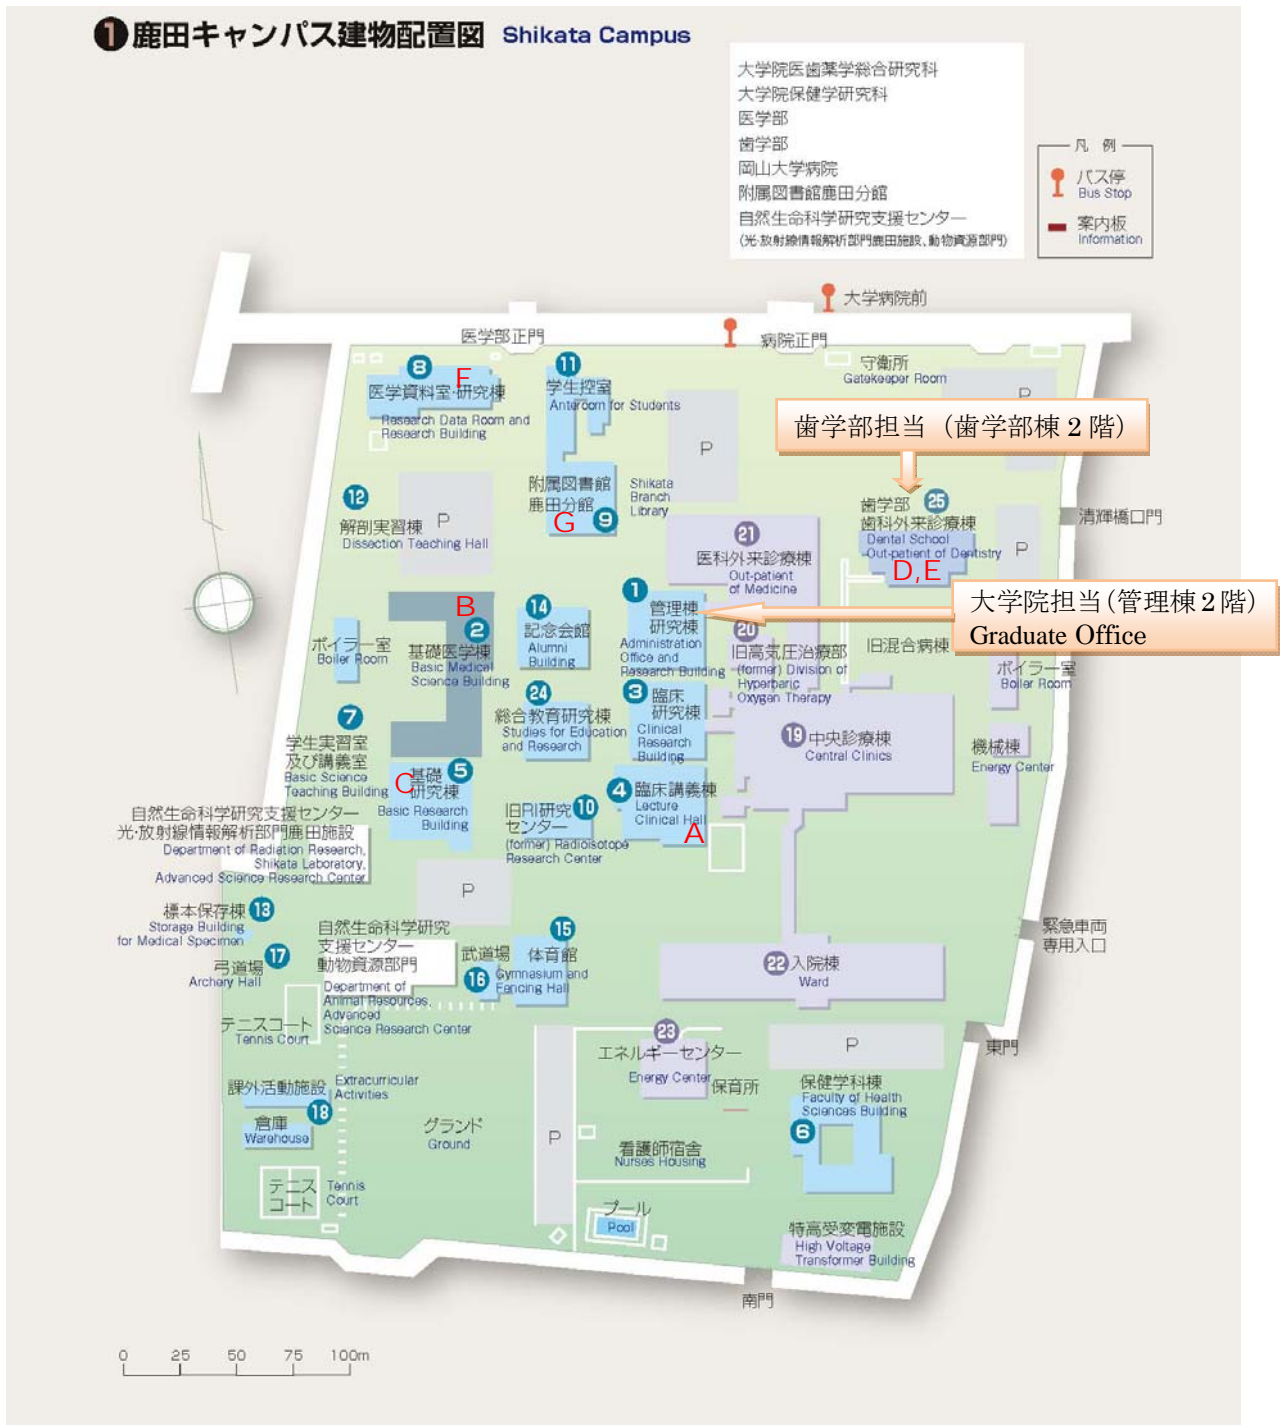 ❶鹿田キャンパス建物配置図 Shikata Campus
大学院医歯薬学総合研究科
大学院保健学研究科
医学部
歯学部
岡山大学病院
附属図書館鹿田分館
自然生命科学研究支援センター
(光・放射線情報解析部門鹿田施設、動物資源部門)
凡 例
バス停
Bus Stop
案内板
Information
大学病院前
医学部正門
病院正門
守衛所
Gatekeeper Room
P
8
F
医学資料室・研究棟
Research Data Room and
Research Building
11
学生控室
Anteroom for Students
P
歯学部担当（歯学部棟 2 階）
附属図書館
鹿田分館
Shikata
Branch
Library
G
9
12
解剖実習棟
Dissection Teaching Hall
P
歯学部
25
歯科外来診療棟
Dental School
Out-patient of Dentistry
D,E
P
清輝橋口門
21
医科外来診療棟
Out-patient
of Medicine
大学院担当(管理棟 2 階)
Graduate Office
1
管理棟
研究棟
Administration
Office and
Research Building
B
2
基礎医学棟
Basic Medical
Science Building
14
記念会館
Alumni
Building
ボイラー室
Boiler Room
20
旧高気圧治療部
(former) Division of
Hyperbaric
Oxygen Therapy
旧混合病棟
ボイラー室
Boiler Room
24
総合教育研究棟
Studies for Education
and Research
3
臨床
研究棟
Clinical
Research
Building
7
学生実習室
及び講義室
Basic Science
Teaching Building
19
中央診療棟
Central Clinics
機械棟
Energy Center
C
基礎
5
研究棟
Basic Research
Building
4
臨床講義棟
Lecture
Clinical Hall
A
旧RI研究
センター
10
(former) Radioisotope
Research Center
自然生命科学研究支援センター
光・放射線情報解析部門鹿田施設
Department of Radiation Research,
Shikata Laboratory,
Advanced Science Research Center
P
標本保存棟
13
Storage Building
for Medical Specimen
弓道場
17
Archery Hall
自然生命科学研究
支援センター
動物資源部門
Department of
Animal Resources,
Advanced
Science Research Center
武道場
16
15
体育館
Gymnasium and
Fencing Hall
22
入院棟
Ward
緊急車両
専用入口
テニスコート
Tennis Court
23
エネルギーセンター
Energy Center
保育所
P
東門
保健学科棟
Faculty of Health
Sciences Building
6
課外活動施設
Extracurricular
Activities
18
倉庫
Warehouse
グランド
Ground
P
看護師宿舎
Nurses Housing
テニス
コート
Tennis
Court
プール
Pool
特高受変電施設
High Voltage
Transformer Building
南門
0 25 50 75 100m